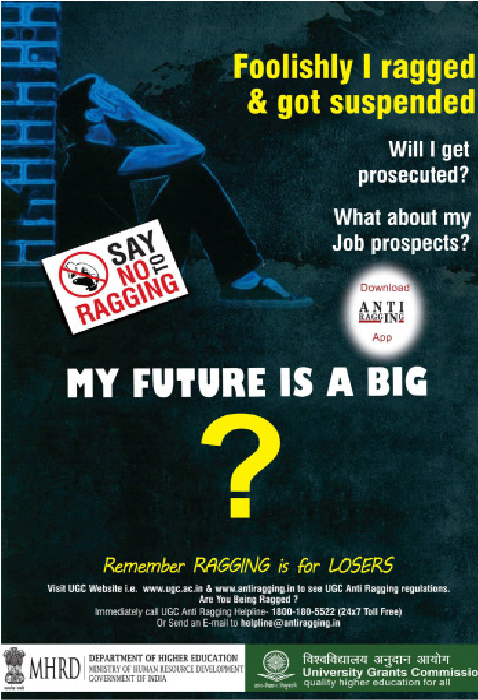 Foolishly I ragged
& got suspended
Will I get
prosecuted?
What about my
Job prospects?
SAY
NO
TO
RAGGING
Download
ANTI
RAGGING
App
MY FUTURE IS A BIG
?
Remember RAGGING is for LOSERS
Visit UGC Website i.e. www.ugc.ac.in & www.antiragging.in to see UGC Anti Ragging regulations.
Are You Being Ragged ?
Immediately call UGC Anti Ragging Helpline- 1800-180-5522 (24x7 Toll Free)
Or Send an E-mail to helpline@antiragging.in
MHRD
DEPARTMENT OF HIGHER EDUCATION
MINISTRY OF HUMAN RESOURCE DEVELOPMENT
GOVERNMENT OF INDIA
विश्वविद्यालय अनुदान आयोग
University Grants Commissio
quality higher education for all